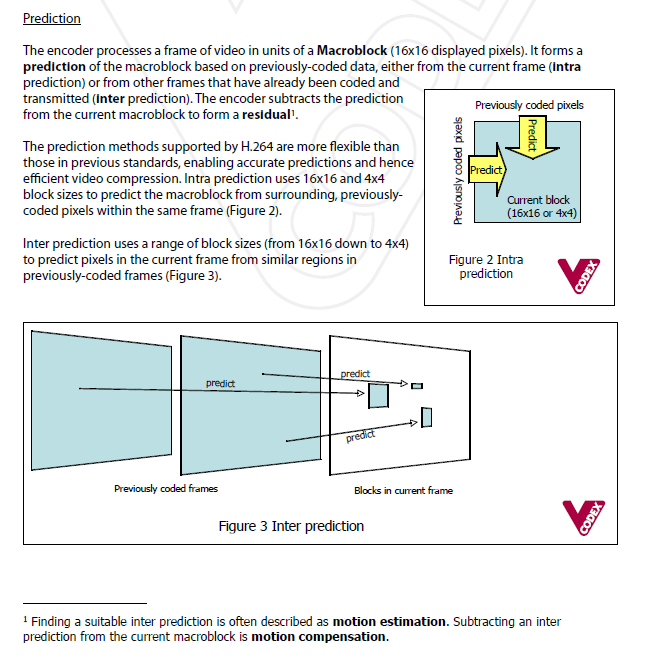 Prediction
The encoder processes a frame of video in units of a Macroblock (16x16 displayed pixels). It forms a
prediction of the macroblock based on previously-coded data, either from the current frame (intra
prediction) or from other frames that have already been coded and
transmitted (inter prediction). The encoder subtracts the prediction
from the current macroblock to form a residual¹.
The prediction methods supported by H.264 are more flexible than
those in previous standards, enabling accurate predictions and hence
efficient video compression. Intra prediction uses 16x16 and 4x4
block sizes to predict the macroblock from surrounding, previously-
coded pixels within the same frame (Figure 2).
Inter prediction uses a range of block sizes (from 16x16 down to 4x4)
to predict pixels in the current frame from similar regions in
previously-coded frames (Figure 3).
Previously coded pixels
Previously coded pixels
Predict
Predict
Current block
(16x16 or 4x4)
Figure 2 Intra
prediction
VCODEX
predict
predict
predict
Previously coded frames
Blocks in current frame
Figure 3 Inter prediction
VCODEX
¹ Finding a suitable inter prediction is often described as motion estimation. Subtracting an inter
prediction from the current macroblock is motion compensation.